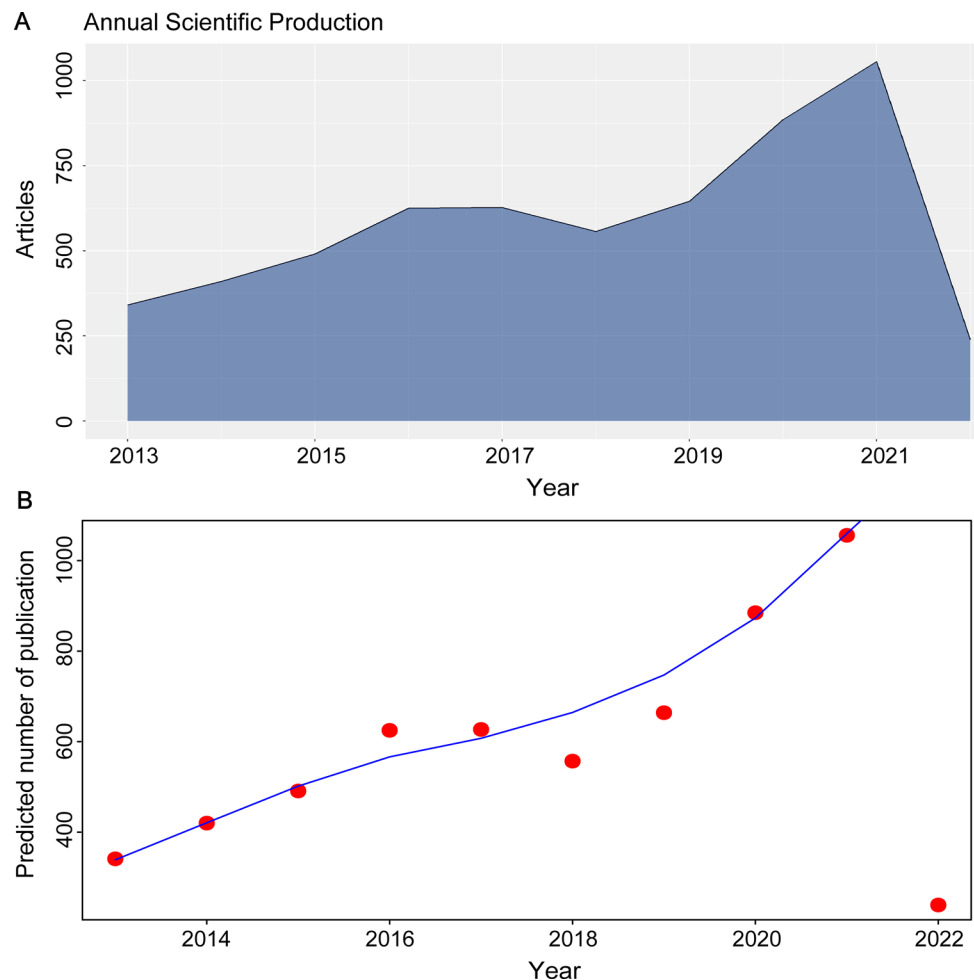 A Annual Scientific Production
1000
750
500
250
0
Articles
2013 2015 2017 2019 2021
Year
B
1000
800
600
400
Predicted number of publication
2014 2016 2018 2020 2022
Year